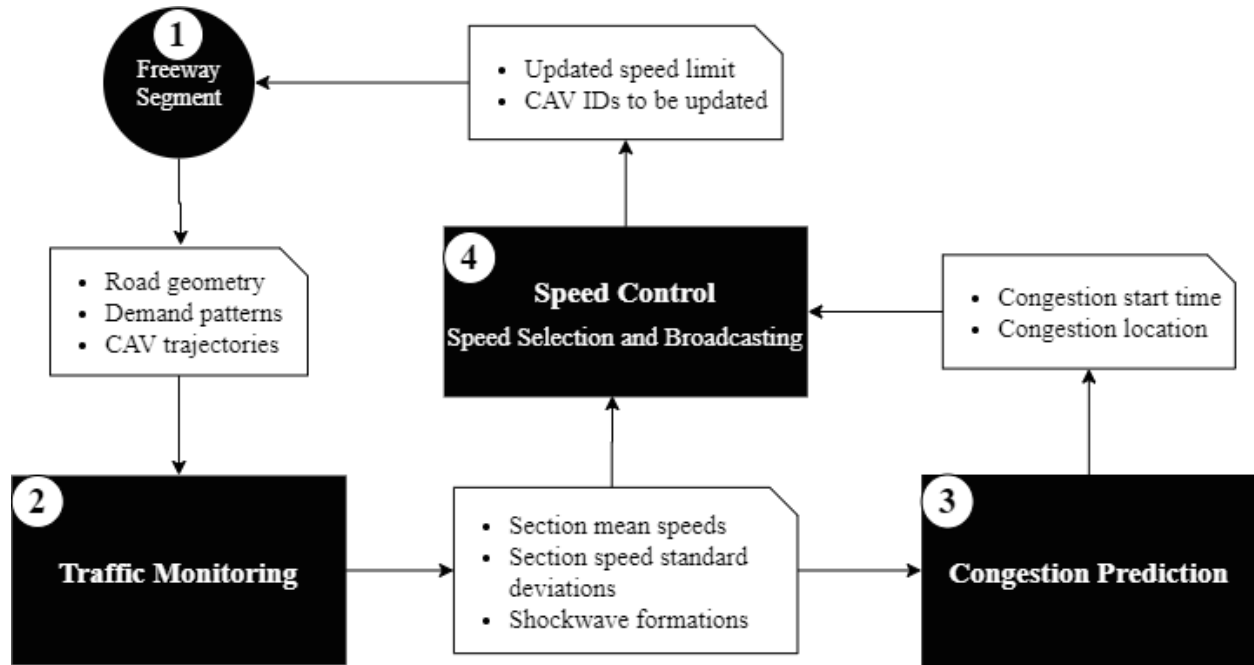 1
Freeway
Segment
• Updated speed limit
• CAV IDs to be updated
• Road geometry
• Demand patterns
• CAV trajectories
4
Speed Control
Speed Selection and Broadcasting
• Congestion start time
• Congestion location
2
Traffic Monitoring
• Section mean speeds
• Section speed standard
deviations
• Shockwave formations
3
Congestion Prediction